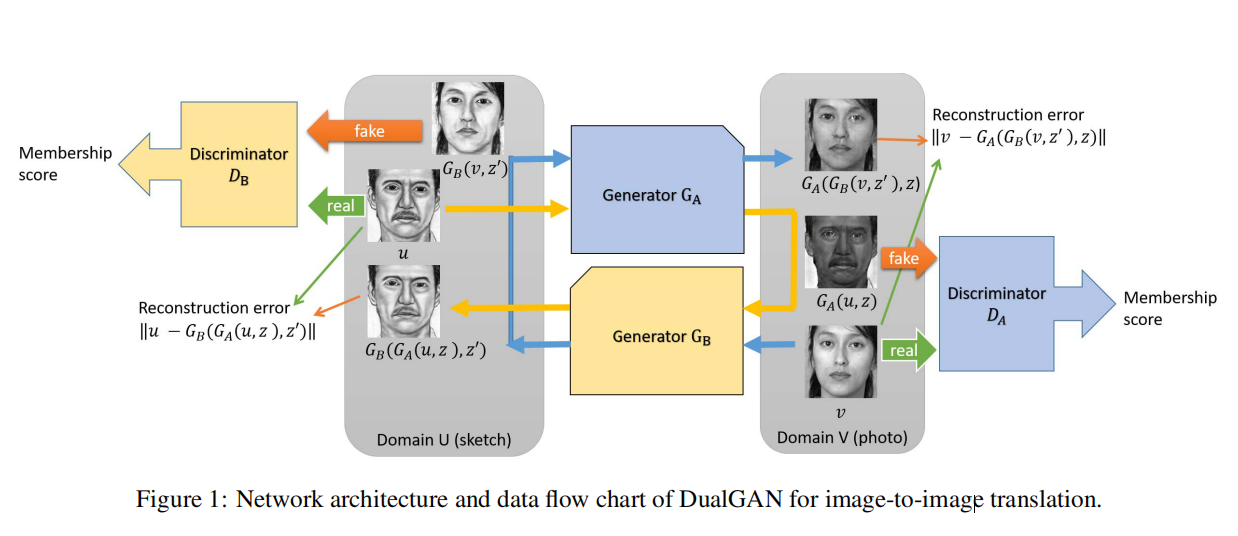 Membership
score
Discriminator
D_B
fake
real
G_B(v, z′)
u
G_B(G_A(u, z ), z′)
Reconstruction error
‖u − G_B(G_A(u, z ), z′)‖
Domain U (sketch)
Generator G_A
Generator G_B
G_A(G_B(v, z′ ), z)
G_A(u, z)
v
Domain V (photo)
Reconstruction error
‖v − G_A(G_B(v, z′ ), z)‖
fake
real
Discriminator
D_A
Membership
score
Figure 1: Network architecture and data flow chart of DualGAN for image-to-image translation.